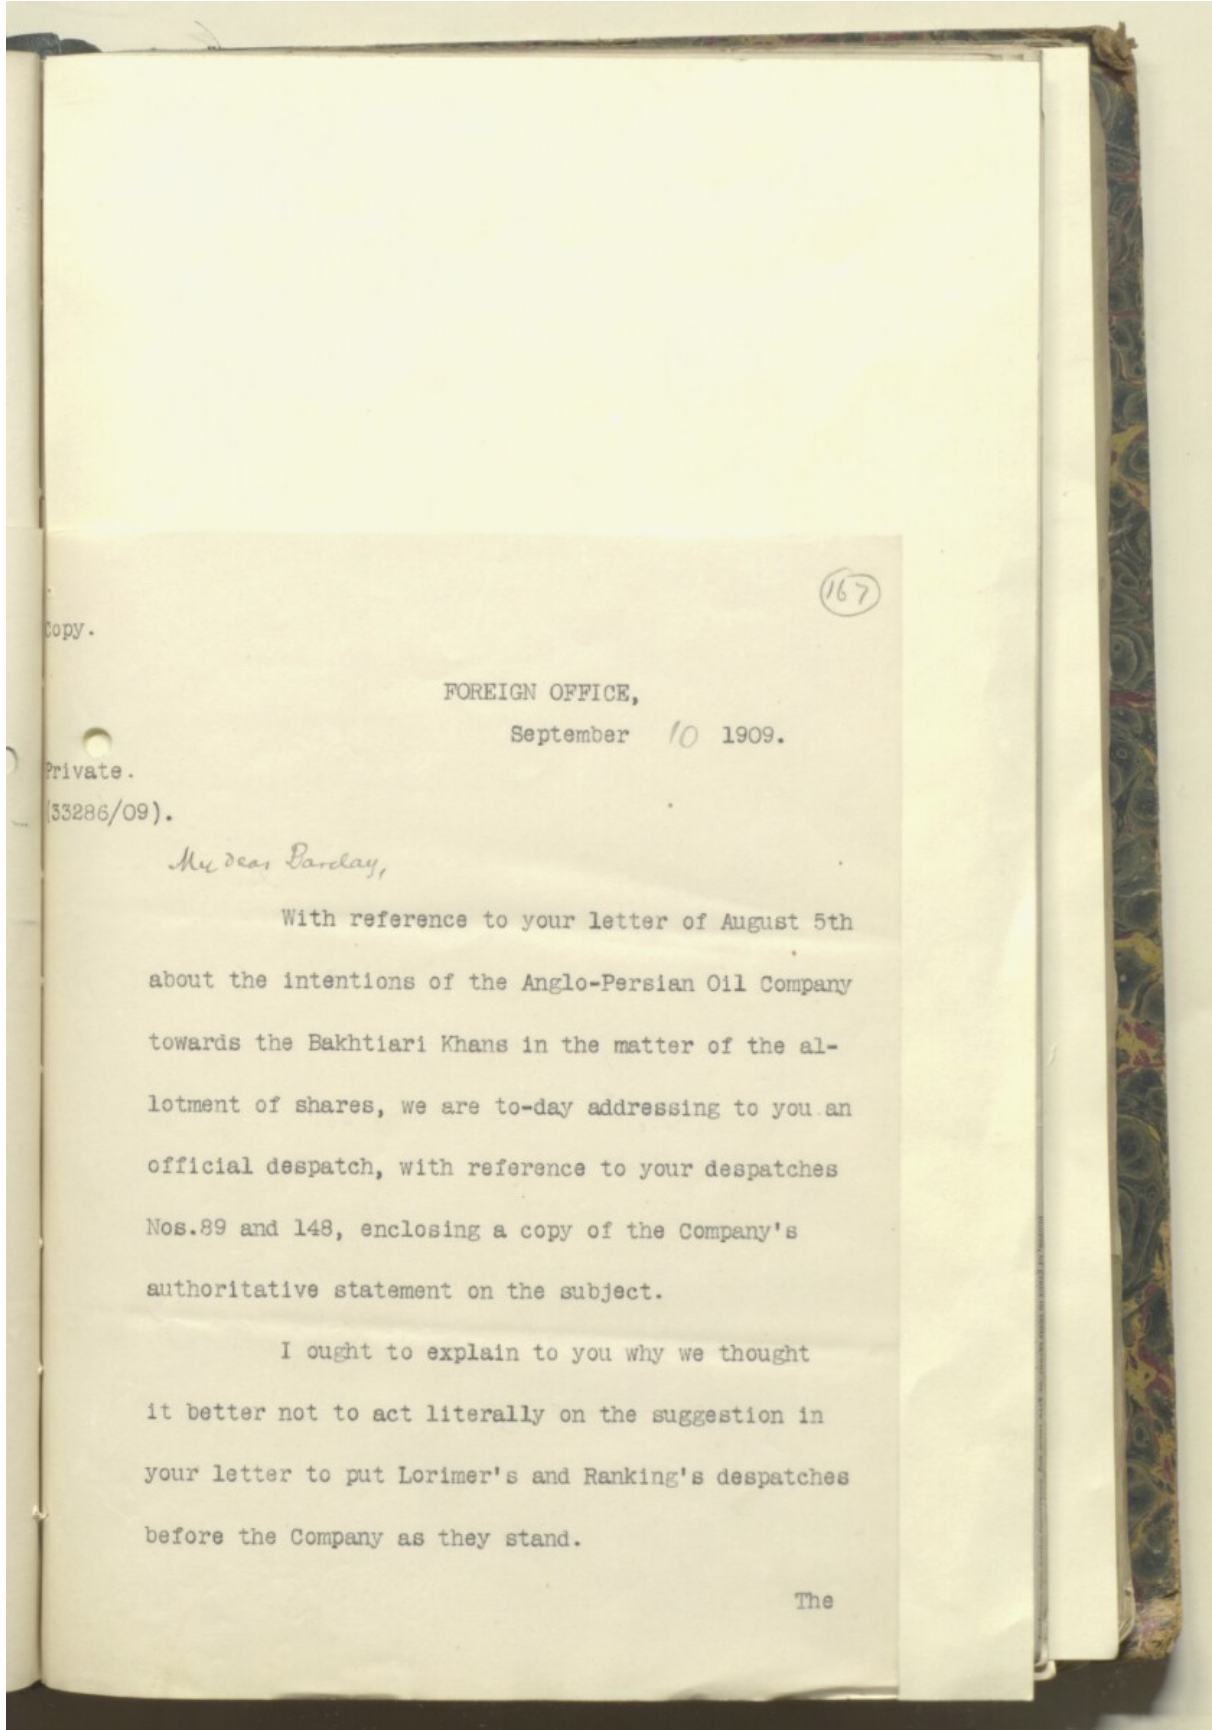 167
Copy.
FOREIGN OFFICE,
September 10 1909.
Private.
(33286/09).
My dear Barclay,
With reference to your letter of August 5th
about the intentions of the Anglo-Persian Oil Company
towards the Bakhtiari Khans in the matter of the al-
lotment of shares, we are to-day addressing to you an
official despatch, with reference to your despatches
Nos.89 and 148, enclosing a copy of the Company's
authoritative statement on the subject.
I ought to explain to you why we thought
it better not to act literally on the suggestion in
your letter to put Lorimer's and Ranking's despatches
before the Company as they stand.
The